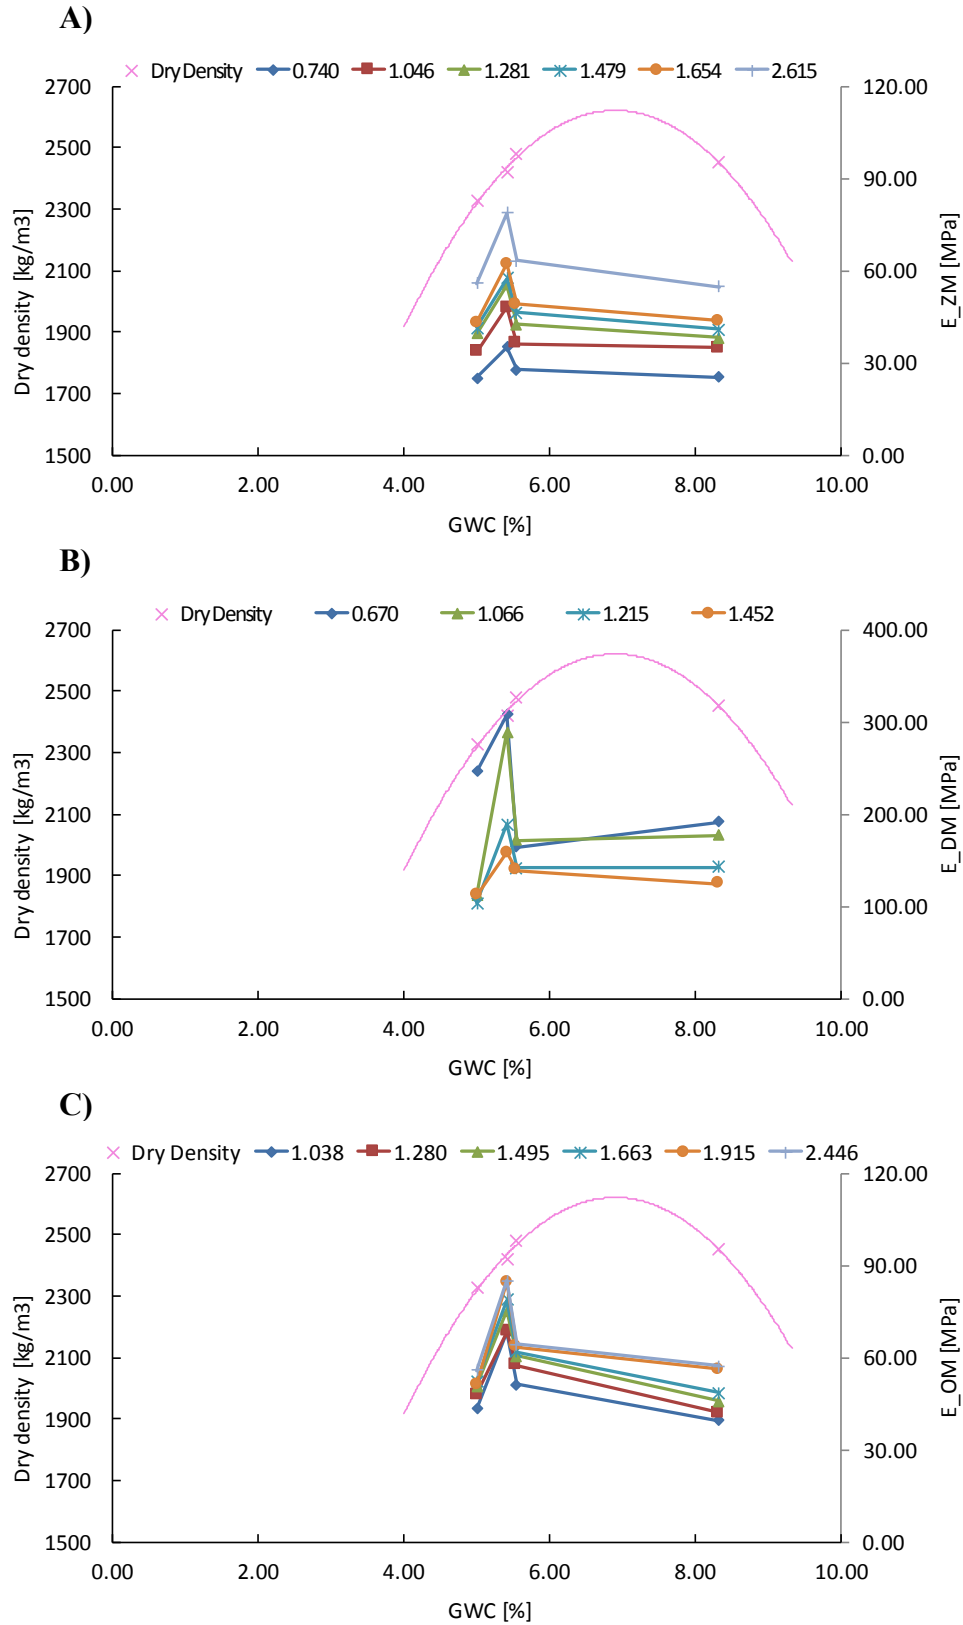 A)
Dry Density 0.740 1.046 1.281 1.479 1.654 2.615
2700 120.00
2500
2300 90.00
2100 60.00
1900
1700 30.00
1500 0.00
0.00 2.00 4.00 6.00 8.00 10.00
Dry density [kg/m3]
E_ZM [MPa]
GWC [%]
B)
Dry Density 0.670 1.066 1.215 1.452
2700 400.00
2500
2300 300.00
2100 200.00
1900
1700 100.00
1500 0.00
0.00 2.00 4.00 6.00 8.00 10.00
Dry density [kg/m3]
E_DM [MPa]
GWC [%]
C)
Dry Density 1.038 1.280 1.495 1.663 1.915 2.446
2700 120.00
2500
2300 90.00
2100 60.00
1900
1700 30.00
1500 0.00
0.00 2.00 4.00 6.00 8.00 10.00
Dry density [kg/m3]
E_OM [MPa]
GWC [%]